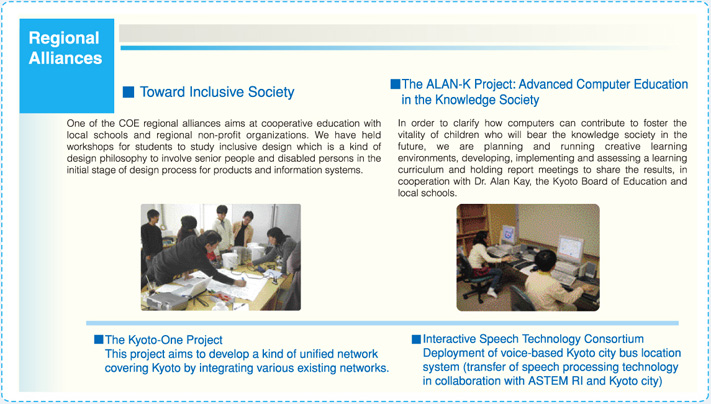 Regional
Alliances
Toward Inclusive Society
One of the COE regional alliances aims at cooperative education with
local schools and regional non-profit organizations. We have held
workshops for students to study inclusive design which is a kind of
design philosophy to involve senior people and disabled persons in the
initial stage of design process for products and information systems.
The ALAN-K Project: Advanced Computer Education
in the Knowledge Society
In order to clarify how computers can contribute to foster the
vitality of children who will bear the knowledge society in the
future, we are planning and running creative learning
environments, developing, implementing and assessing a learning
curriculum and holding report meetings to share the results, in
cooperation with Dr. Alan Kay, the Kyoto Board of Education and
local schools.
The Kyoto-One Project
This project aims to develop a kind of unified network
covering Kyoto by integrating various existing networks.
Interactive Speech Technology Consortium
Deployment of voice-based Kyoto city bus location
system (transfer of speech processing technology
in collaboration with ASTEM RI and Kyoto city)